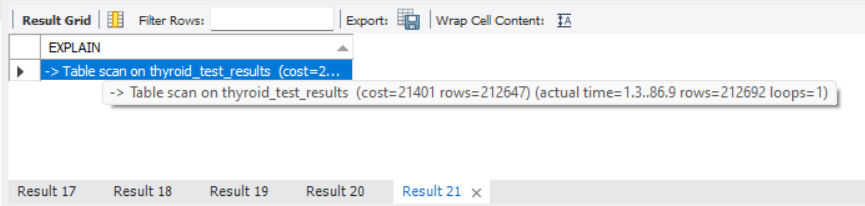 Result Grid Filter Rows: Export: Wrap Cell Content: IA
EXPLAIN
-> Table scan on thyroid_test_results (cost=2...
-> Table scan on thyroid_test_results (cost=21401 rows=212647) (actual time=1.3..86.9 rows=212692 loops=1)
Result 17 Result 18 Result 19 Result 20 Result 21 ×